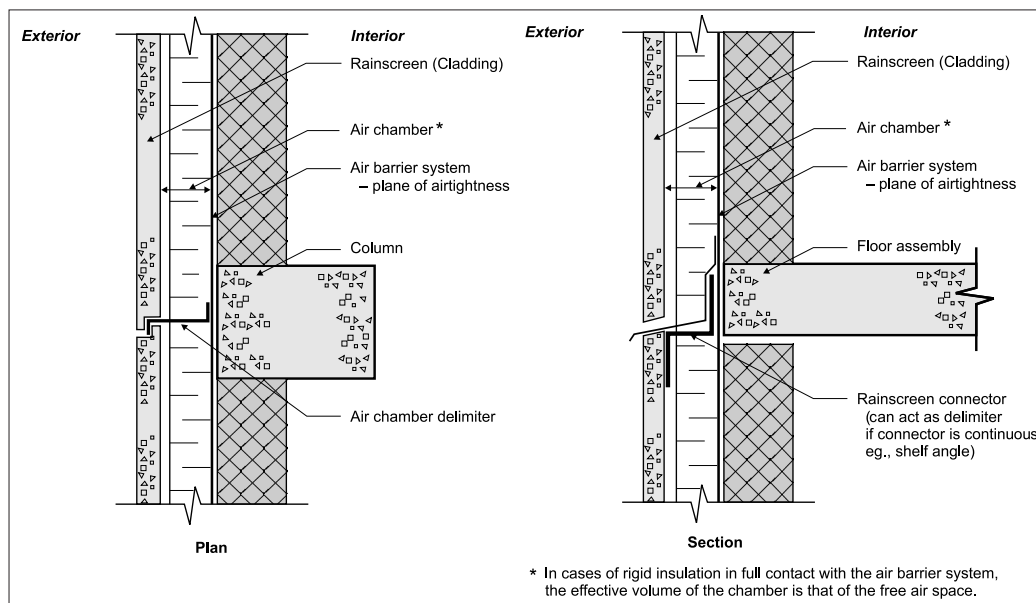 Exterior
Interior
Rainscreen (Cladding)
Air chamber *
Air barrier system
– plane of airtightness
Column
Air chamber delimiter
Plan
Exterior
Interior
Rainscreen (Cladding)
Air chamber *
Air barrier system
– plane of airtightness
Floor assembly
Rainscreen connector
(can act as delimiter
if connector is continuous
eg., shelf angle)
Section
* In cases of rigid insulation in full contact with the air barrier system,
the effective volume of the chamber is that of the free air space.